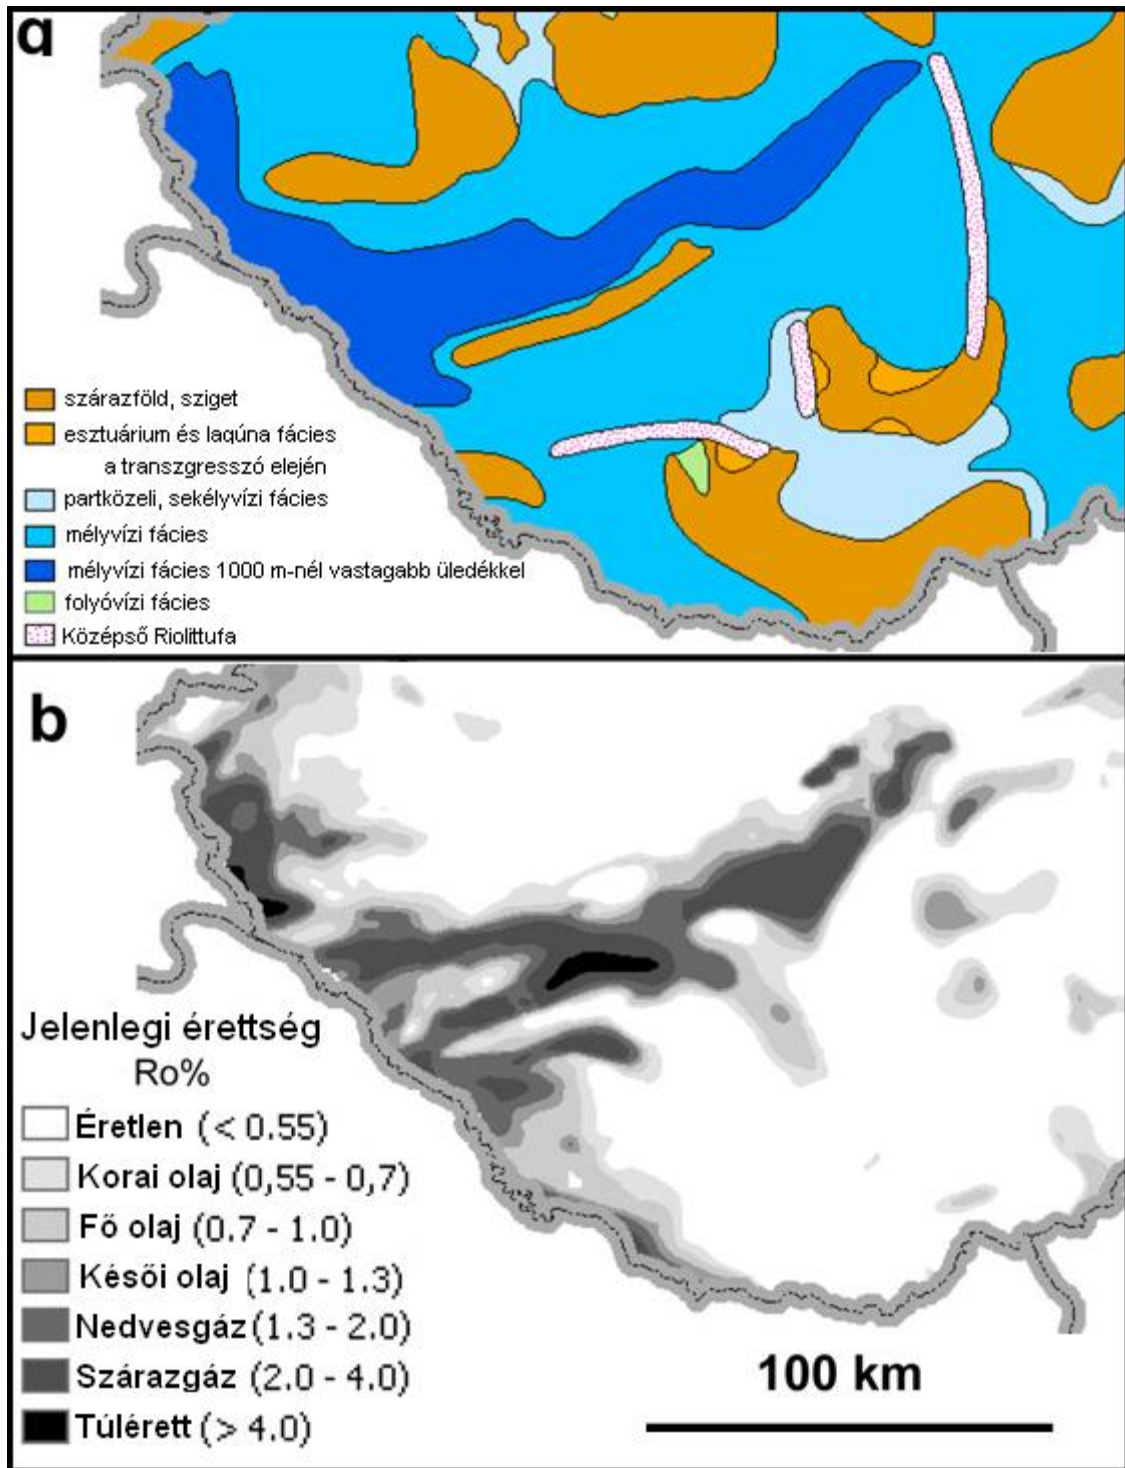 a
szárazföld, sziget
esztuárium és laqúna fácies
a transzgresszó elején
partközeli, sekélyvízi fácies
mélyvízi fácies
mélyvízi fácies 1000 m-nél vastagabb üledékkel
folyóvízi fácies
Középső Riolittufa
b
Jelenlegi érettség
Ro%
Éretlen (< 0.55)
Korai olaj (0,55 - 0,7)
Fő olaj (0.7 - 1.0)
Késői olaj (1.0 - 1.3)
Nedvesgáz (1.3 - 2.0)
Szárazgáz (2.0 - 4.0)
Túlérett (> 4.0)
100 km